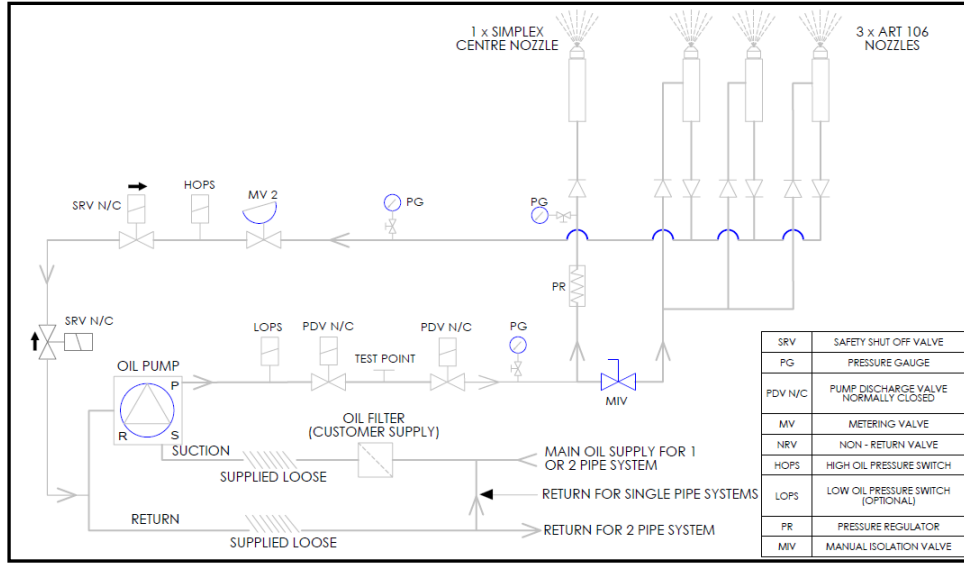 1 x SIMPLEX
CENTRE NOZZLE
3 x ART 106
NOZZLES
SRV N/C
HOPS
MV 2
PG
PG
PR
SRV N/C
LOPS
PDV N/C
TEST POINT
PDV N/C
PG
MIV
OIL PUMP
P
R
S
SUCTION
SUPPLIED LOOSE
OIL FILTER
(CUSTOMER SUPPLY)
MAIN OIL SUPPLY FOR 1
OR 2 PIPE SYSTEM
RETURN FOR SINGLE PIPE SYSTEMS
RETURN
SUPPLIED LOOSE
RETURN FOR 2 PIPE SYSTEM
SRV SAFETY SHUT OFF VALVE
PG PRESSURE GAUGE
PDV N/C PUMP DISCHARGE VALVE
NORMALLY CLOSED
MV METERING VALVE
NRV NON - RETURN VALVE
HOPS HIGH OIL PRESSURE SWITCH
LOPS LOW OIL PRESSURE SWITCH
(OPTIONAL)
PR PRESSURE REGULATOR
MIV MANUAL ISOLATION VALVE